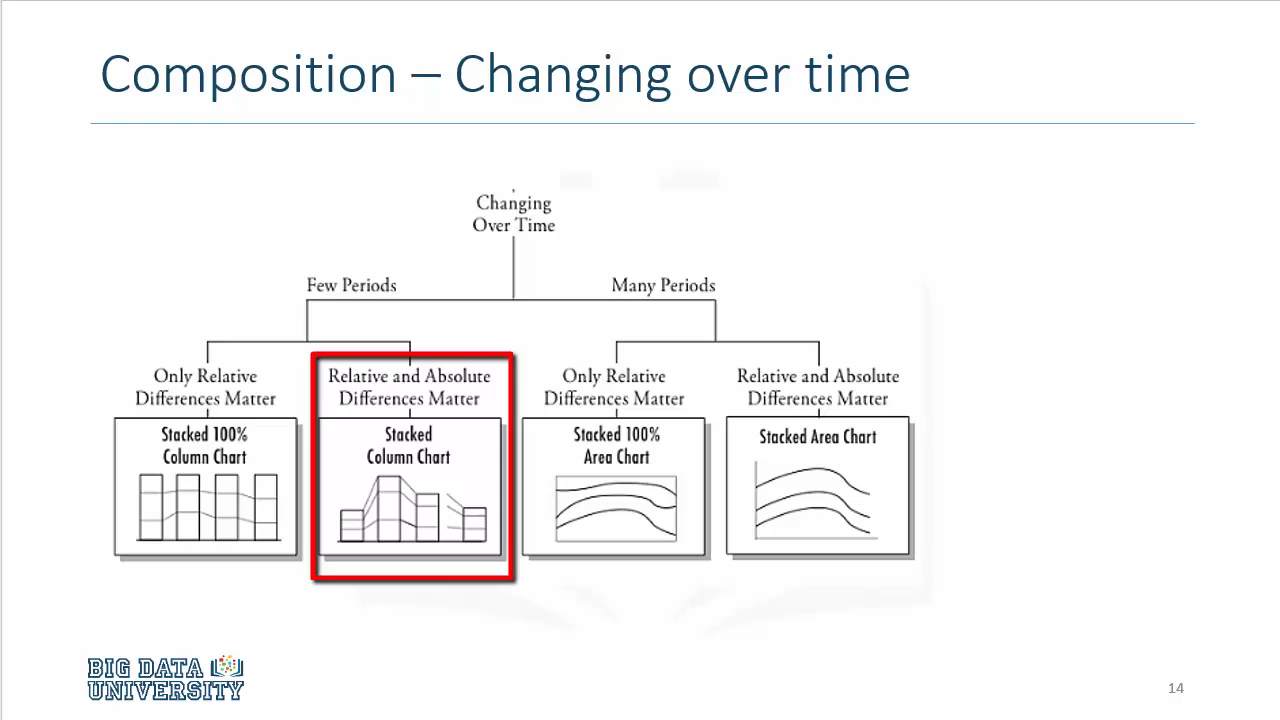 Composition – Changing over time
Changing
Over Time
Few Periods
Many Periods
Only Relative
Differences Matter
Relative and Absolute
Differences Matter
Only Relative
Differences Matter
Relative and Absolute
Differences Matter
Stacked 100%
Column Chart
Stacked
Column Chart
Stacked 100%
Area Chart
Stacked Area Chart
BIG DATA
UNIVERSITY
14